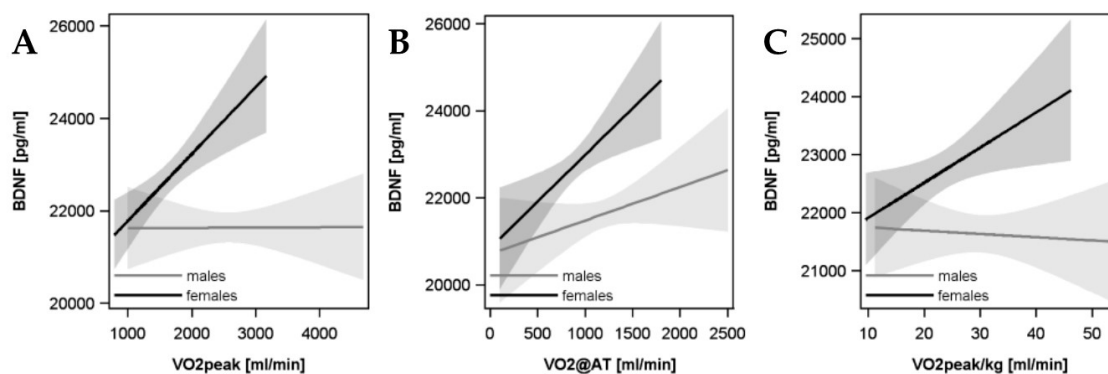 A
BDNF [pg/ml]
26000
24000
22000
20000
males
females
1000 2000 3000 4000
VO2peak [ml/min]
B
BDNF [pg/ml]
26000
24000
22000
20000
males
females
0 500 1000 1500 2000 2500
VO2@AT [ml/min]
C
BDNF [pg/ml]
25000
24000
23000
22000
21000
males
females
10 20 30 40 50
VO2peak/kg [ml/min]